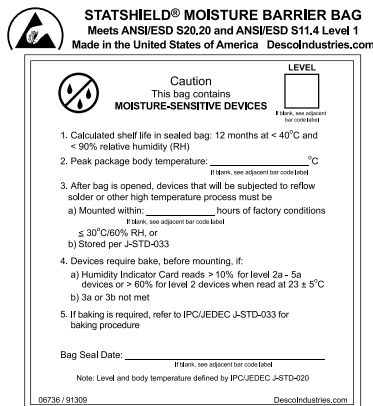 STATSHIELD® MOISTURE BARRIER BAG
Meets ANSI/ESD S20.20 and ANSI/ESD S11.4 Level 1
Made in the United States of America DescoIndustries.com
LEVEL
Caution
This bag contains
MOISTURE-SENSITIVE DEVICES
If blank, see adjacent
bar code label
1. Calculated shelf life in sealed bag: 12 months at < 40°C and
< 90% relative humidity (RH)
2. Peak package body temperature: ____________ °C
If blank, see adjacent bar code label
3. After bag is opened, devices that will be subjected to reflow
solder or other high temperature process must be
a) Mounted within: ____________ hours of factory conditions
If blank, see adjacent bar code label
≤ 30°C/60% RH, or
b) Stored per J-STD-033
4. Devices require bake, before mounting, if:
a) Humidity Indicator Card reads > 10% for level 2a - 5a
devices or > 60% for level 2 devices when read at 23 ± 5°C
b) 3a or 3b not met
5. If baking is required, refer to IPC/JEDEC J-STD-033 for
baking procedure
Bag Seal Date: ____________
If blank, see adjacent bar code label
Note: Level and body temperature defined by IPC/JEDEC J-STD-020
06736 / 91309 DescoIndustries.com